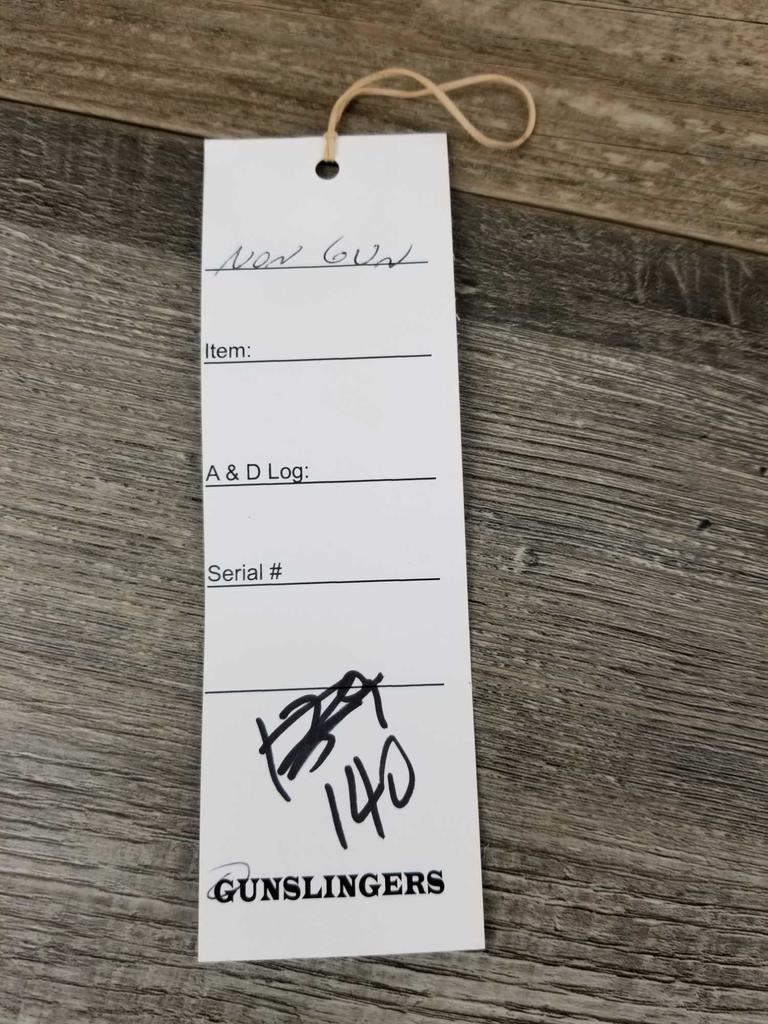 NON GUN
Item:
A & D Log:
Serial #
140
GUNSLINGERS